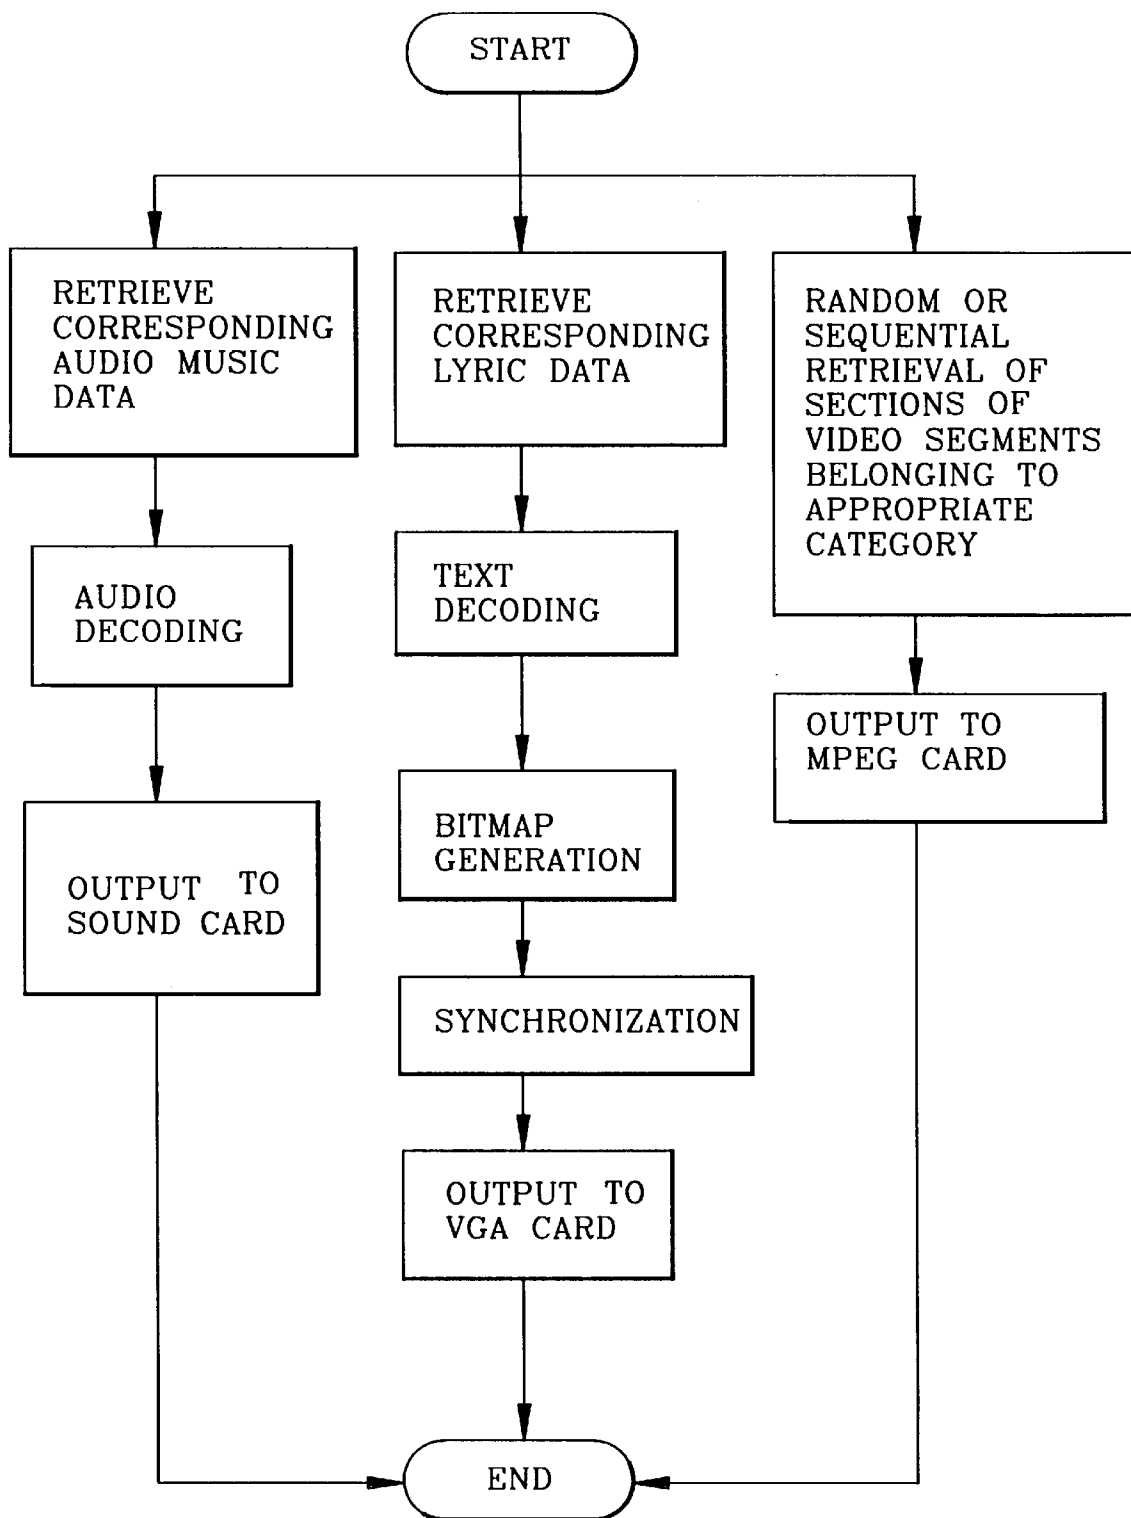 START
RETRIEVE
CORRESPONDING
AUDIO MUSIC
DATA
RETRIEVE
CORRESPONDING
LYRIC DATA
RANDOM OR
SEQUENTIAL
RETRIEVAL OF
SECTIONS OF
VIDEO SEGMENTS
BELONGING TO
APPROPRIATE
CATEGORY
AUDIO
DECODING
TEXT
DECODING
OUTPUT TO
MPEG CARD
OUTPUT TO
SOUND CARD
BITMAP
GENERATION
SYNCHRONIZATION
OUTPUT TO
VGA CARD
END